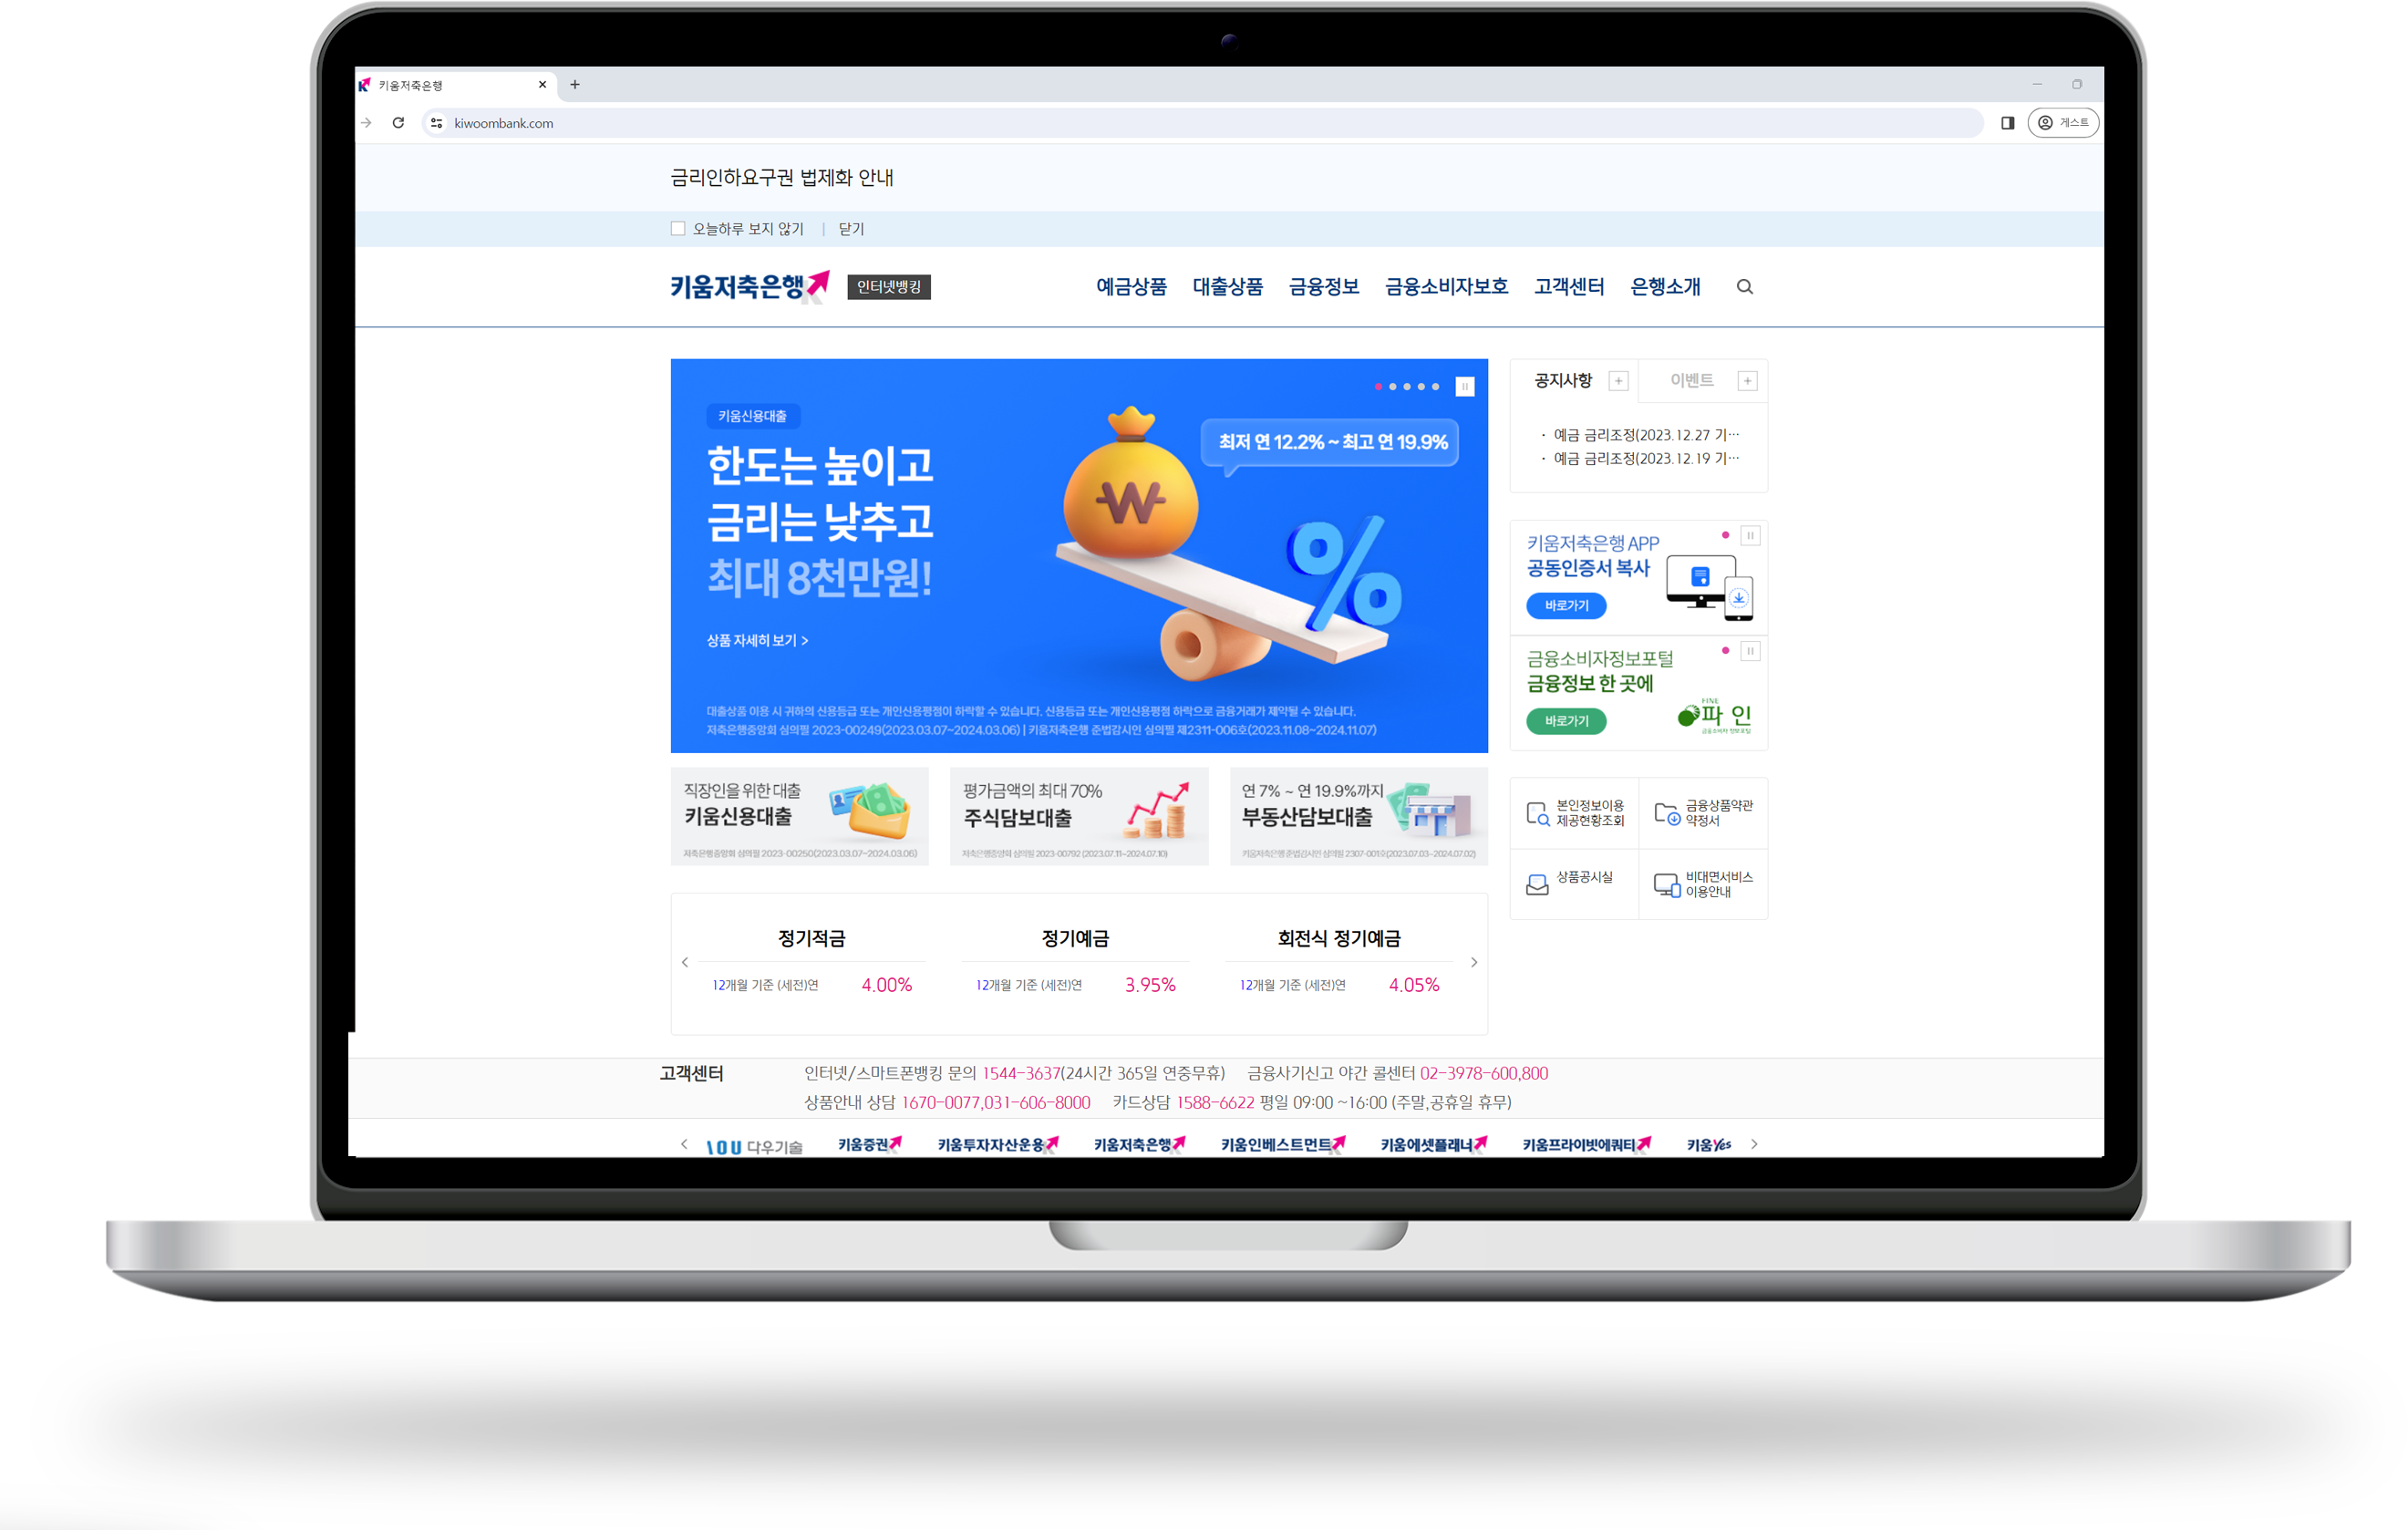 키움저축은행
kiwoombank.com
게스트
금리인하요구권 법제화 안내
오늘하루 보지 않기 | 닫기
키움저축은행
인터넷뱅킹
예금상품 대출상품 금융정보 금융소비자보호 고객센터 은행소개
키움신용대출
한도는 높이고
금리는 낮추고
최대 8천만원!
상품 자세히 보기 >
최저 연 12.2% ~ 최고 연 19.9%
W
%
대출상품 이용 시 귀하의 신용등급 또는 개인신용평점이 하락할 수 있습니다. 신용등급 또는 개인신용평점 하락으로 금융거래가 제약될 수 있습니다.
저축은행중앙회 심의필 2023-00249(2023.03.07~2024.03.06) | 키움저축은행 준법감시인 심의필 제2311-006호(2023.11.08~2024.11.07)
공지사항 + 이벤트 +
· 예금 금리조정(2023.12.27 기…
· 예금 금리조정(2023.12.19 기…
키움저축은행 APP
공동인증서 복사
바로가기
금융소비자정보포털
금융정보 한 곳에
바로가기
FINE
파인
금융소비자 정보포털
직장인을 위한 대출
키움신용대출
저축은행중앙회 심의필 2023-00250(2023.03.07~2024.03.06)
평가금액의 최대 70%
주식담보대출
저축은행중앙회 심의필 2023-00792 (2023.07.11~2024.07.10)
연 7% ~ 연 19.9%까지
부동산담보대출
키움저축은행 준법감시인 심의필 2307-001호(2023.07.03~2024.07.02)
본인정보이용
제공현황조회
금융상품약관
약정서
상품공시실
비대면서비스
이용안내
정기적금
12개월 기준 (세전)연 4.00%
정기예금
12개월 기준 (세전)연 3.95%
회전식 정기예금
12개월 기준 (세전)연 4.05%
고객센터
인터넷/스마트폰뱅킹 문의 1544-3637(24시간 365일 연중무휴) 금융사기신고 야간 콜센터 02-3978-600,800
상품안내 상담 1670-0077,031-606-8000 카드상담 1588-6622 평일 09:00 ~16:00 (주말,공휴일 휴무)
다우기술 키움증권 키움투자자산운용 키움저축은행 키움인베스트먼트 키움에셋플래너 키움프라이빗에쿼티 키움Yes